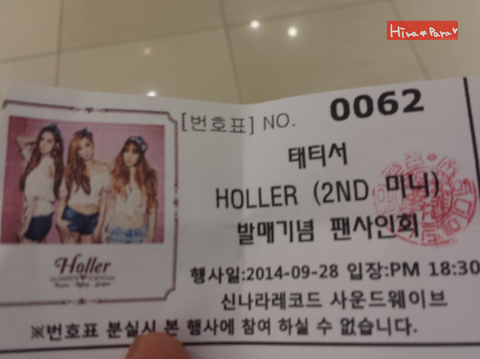 Hira♥Para♥
[번호표] NO. 0062
태티서
HOLLER (2ND 미니)
발매기념 팬사인회
행사일:2014-09-28 입장:PM 18:30
신나라레코드 사운드웨이브
※번호표 분실시 본 행사에 참여 하실 수 없습니다.
Holler